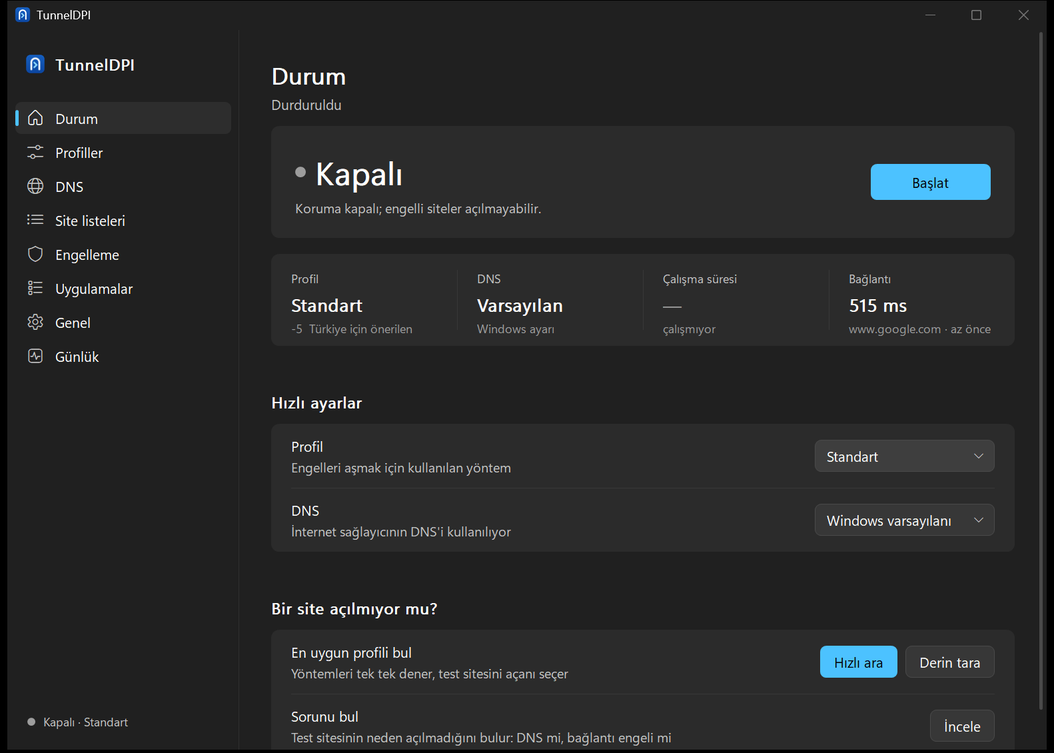 TunnelDPI
TunnelDPI
Durum
Profiller
DNS
Site listeleri
Engelleme
Uygulamalar
Genel
Günlük
Kapalı · Standart
Durum
Durduruldu
Kapalı
Koruma kapalı; engelli siteler açılmayabilir.
Başlat
Profil
Standart
-5 Türkiye için önerilen
DNS
Varsayılan
Windows ayarı
Çalışma süresi
—
çalışmıyor
Bağlantı
515 ms
www.google.com · az önce
Hızlı ayarlar
Profil
Engelleri aşmak için kullanılan yöntem
Standart
DNS
İnternet sağlayıcının DNS'i kullanılıyor
Windows varsayılanı
Bir site açılmıyor mu?
En uygun profili bul
Yöntemleri tek tek dener, test sitesini açanı seçer
Hızlı ara
Derin tara
Sorunu bul
Test sitesinin neden açılmadığını bulur: DNS mi, bağlantı engeli mi
İncele